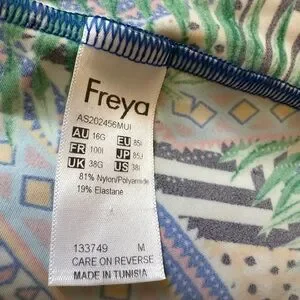 Freya
AS202456MUI
AU 16G EU 85I
FR 100I JP 85J
UK 38G US 38I
81% Nylon/Polyamide
19% Elastane
133749 M
CARE ON REVERSE
MADE IN TUNISIA